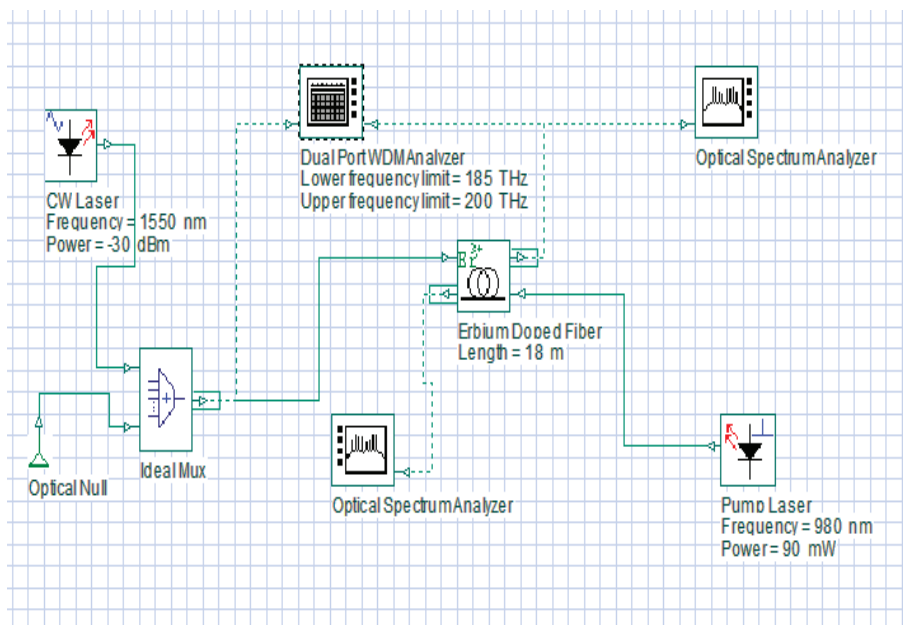 CW Laser
Frequency = 1550 nm
Power = -30 dBm
Dual Port WDM Analyzer
Lower frequency limit = 185 THz
Upper frequency limit = 200 THz
Optical Spectrum Analyzer
Erbium Doped Fiber
Length = 18 m
Optical Null
Ideal Mux
Optical Spectrum Analyzer
Pump Laser
Frequency = 980 nm
Power = 90 mW